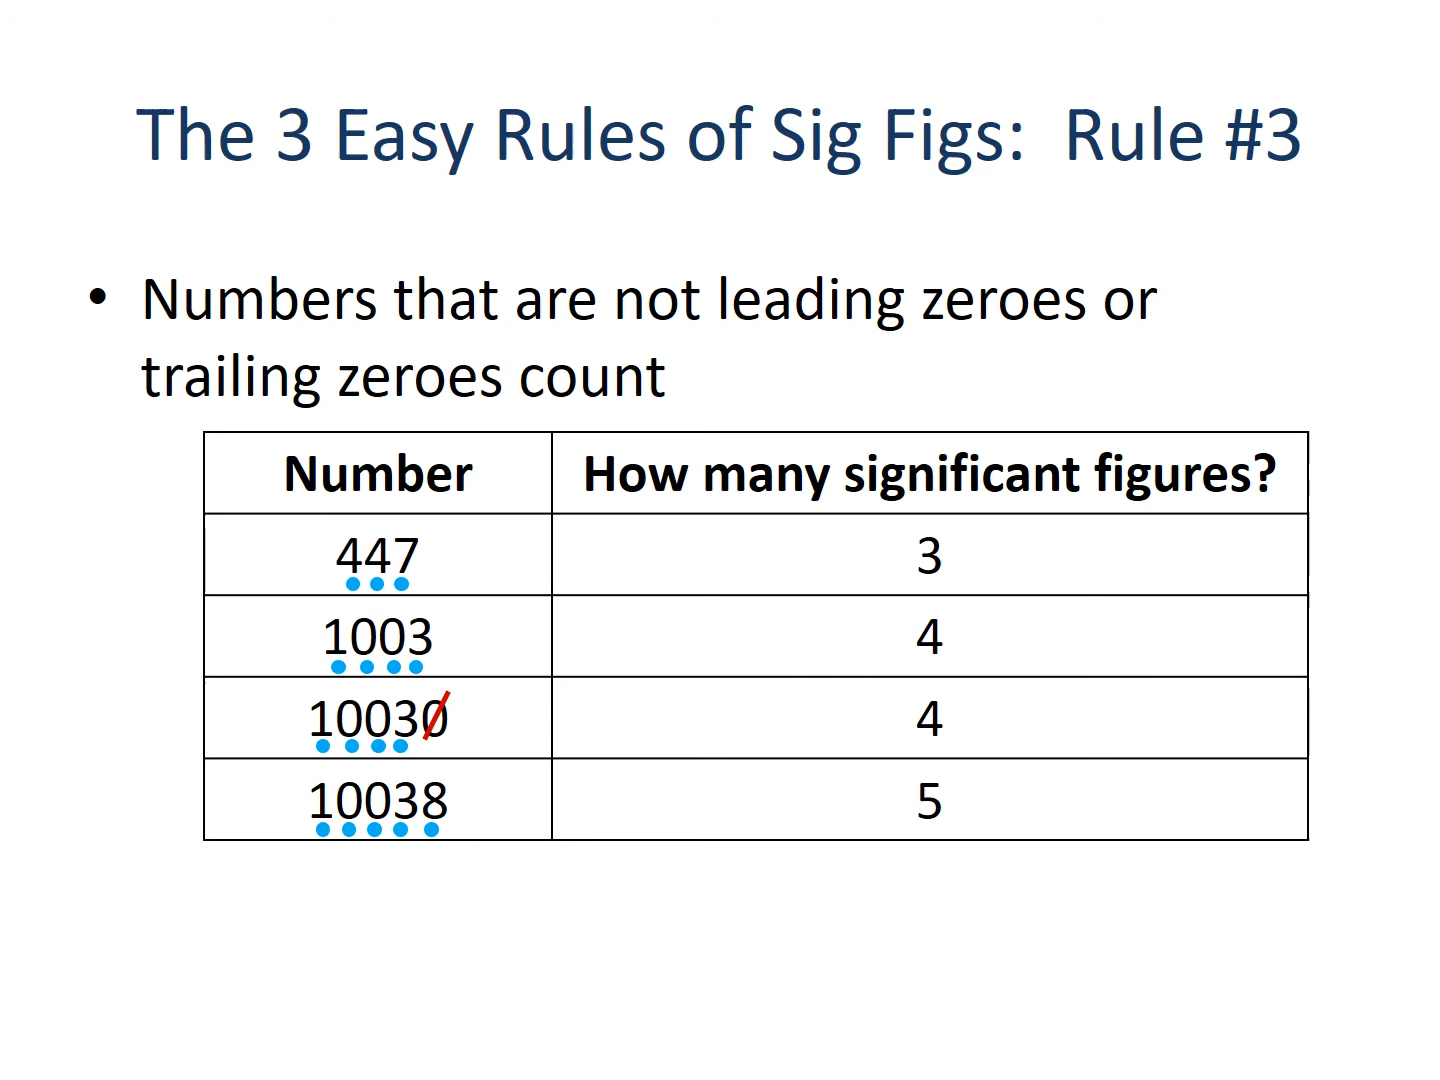 The 3 Easy Rules of Sig Figs:  Rule #3
• Numbers that are not leading zeroes or
trailing zeroes count
Number How many significant figures?
447 3
1003 4
10030 4
10038 5